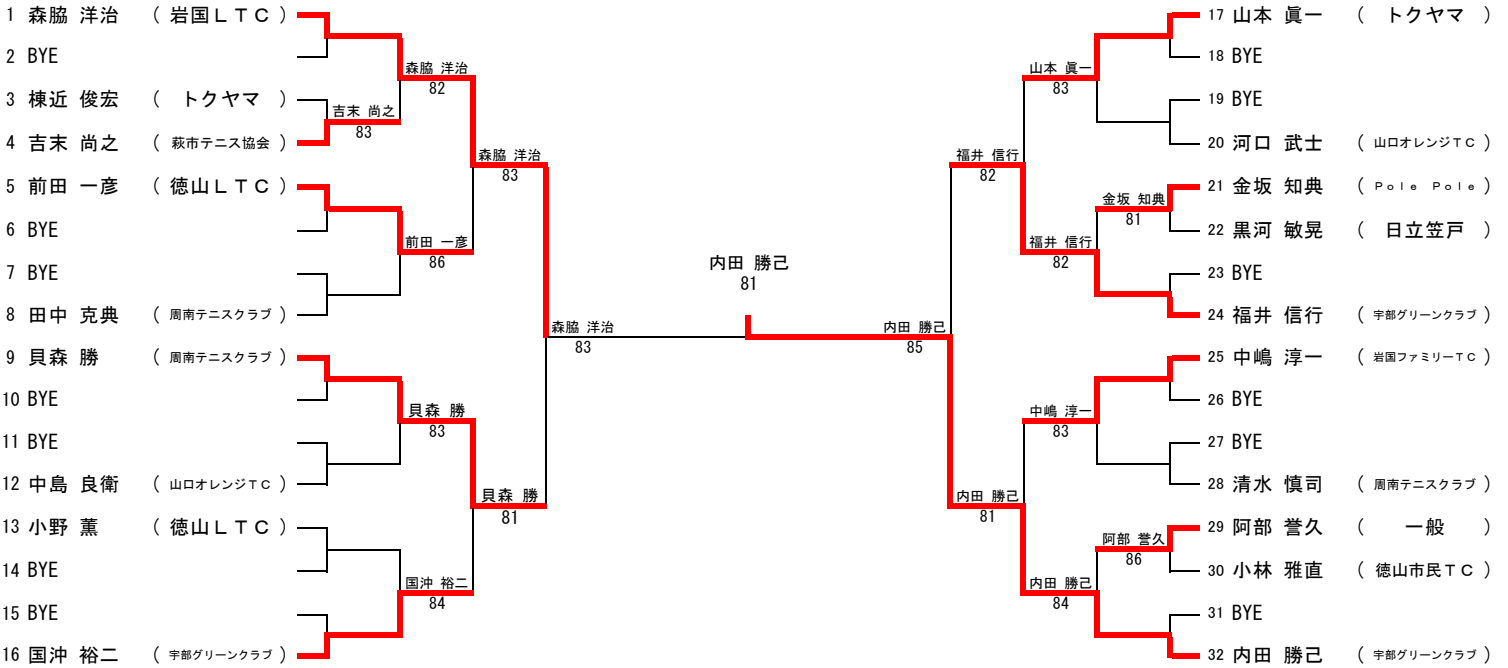 1 森脇 洋治 ( 岩国LTC )
2 BYE
3 棟近 俊宏 ( トクヤマ )
4 吉末 尚之 ( 萩市テニス協会 )
5 前田 一彦 ( 徳山LTC )
6 BYE
7 BYE
8 田中 克典 ( 周南テニスクラブ )
9 貝森 勝 ( 周南テニスクラブ )
10 BYE
11 BYE
12 中島 良衛 ( 山口オレンジTC )
13 小野 薫 ( 徳山LTC )
14 BYE
15 BYE
16 国沖 裕二 ( 宇部グリーンクラブ )
吉末 尚之
83
森脇 洋治
82
前田 一彦
86
貝森 勝
83
国沖 裕二
84
森脇 洋治
83
貝森 勝
81
森脇 洋治
83
内田 勝己
81
内田 勝己
85
福井 信行
82
内田 勝己
81
山本 眞一
83
福井 信行
82
中嶋 淳一
83
内田 勝己
84
金坂 知典
81
阿部 誉久
86
17 山本 眞一 ( トクヤマ )
18 BYE
19 BYE
20 河口 武士 ( 山口オレンジTC )
21 金坂 知典 ( Pole Pole )
22 黒河 敏晃 ( 日立笠戸 )
23 BYE
24 福井 信行 ( 宇部グリーンクラブ )
25 中嶋 淳一 ( 岩国ファミリーTC )
26 BYE
27 BYE
28 清水 慎司 ( 周南テニスクラブ )
29 阿部 誉久 ( 一般 )
30 小林 雅直 ( 徳山市民TC )
31 BYE
32 内田 勝己 ( 宇部グリーンクラブ )